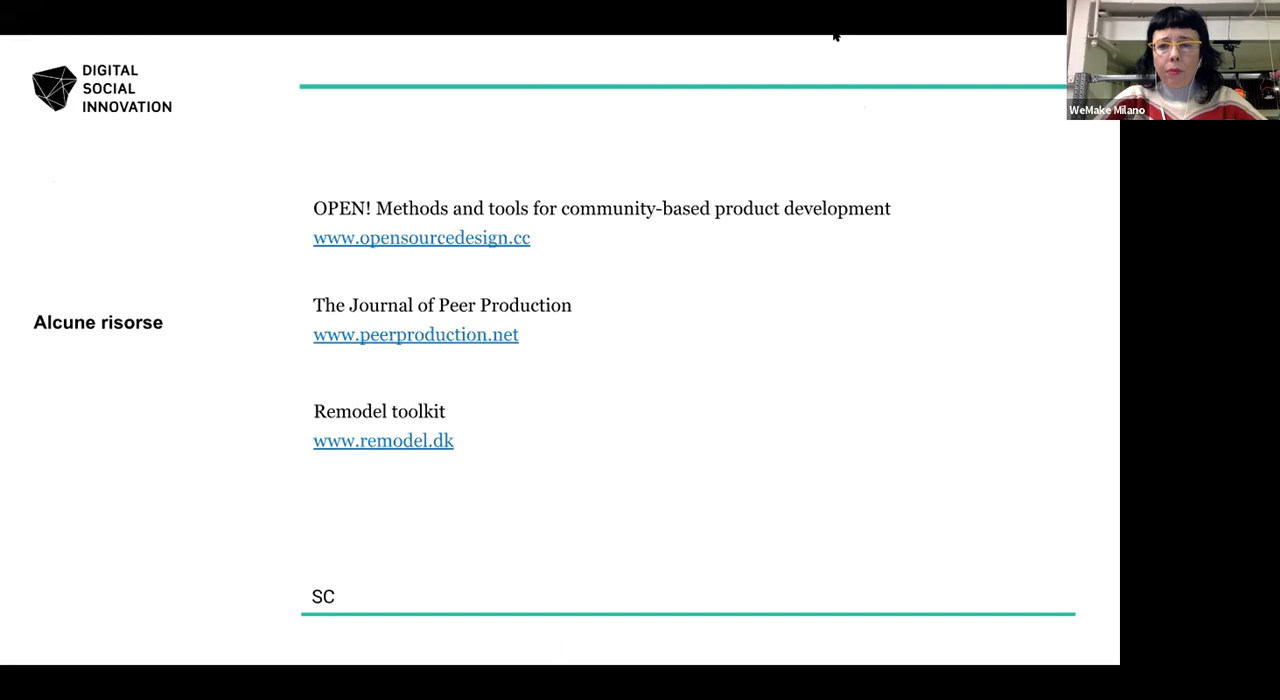 DIGITAL
SOCIAL
INNOVATION
WeMake Milano
OPEN! Methods and tools for community-based product development
www.opensourcedesign.cc
The Journal of Peer Production
www.peerproduction.net
Alcune risorse
Remodel toolkit
www.remodel.dk
SC